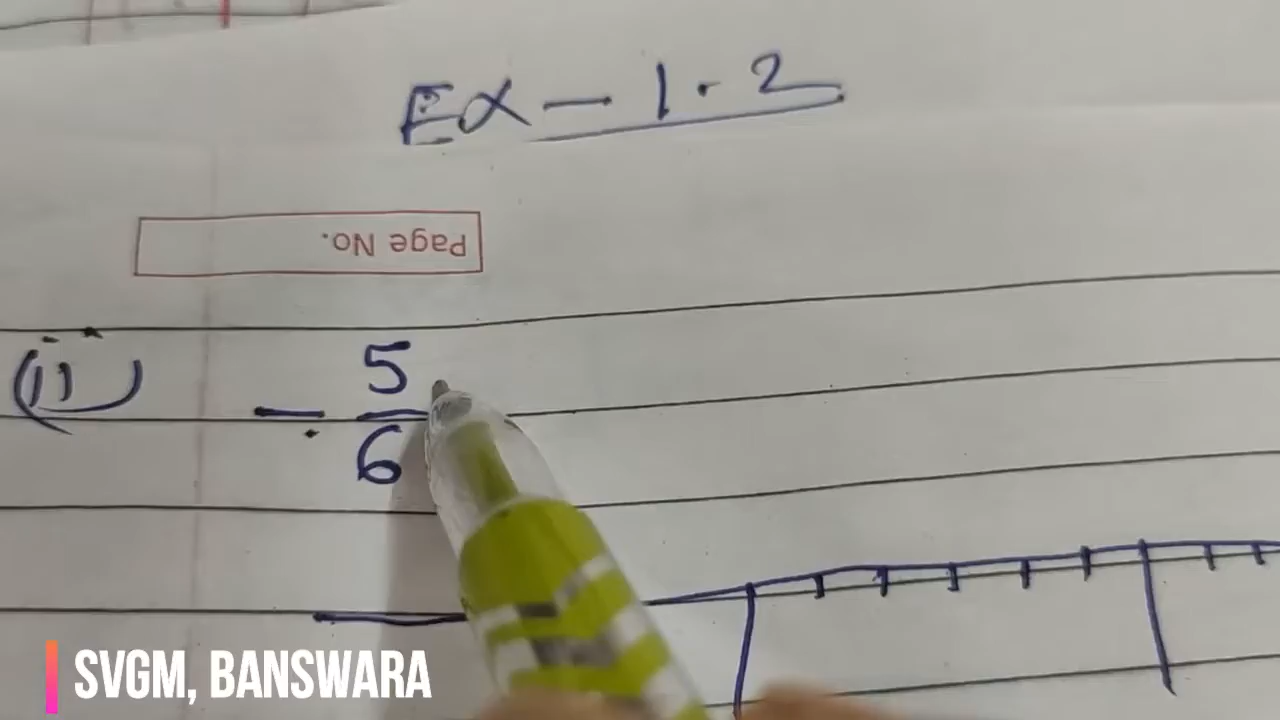 Ex - 1.2
Page No.
(ii) - 5/6
SVGM, BANSWARA